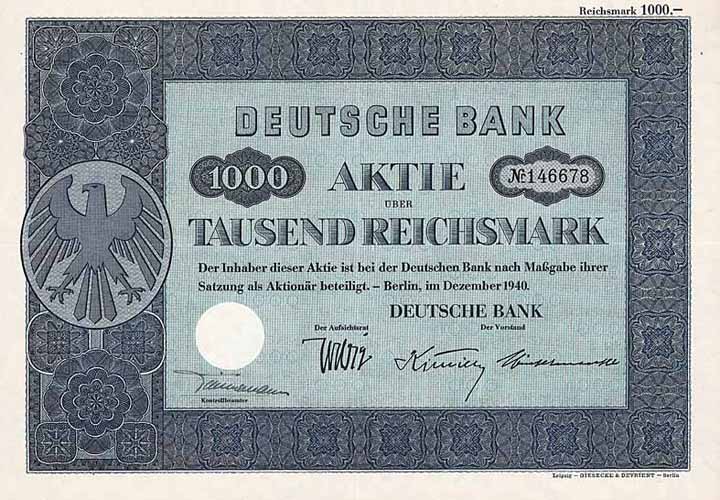 Reichsmark 1000.–
DEUTSCHE BANK
1000 AKTIE № 146678
ÜBER
TAUSEND REICHSMARK
Der Inhaber dieser Aktie ist bei der Deutschen Bank nach Maßgabe ihrer
Satzung als Aktionär beteiligt. – Berlin, im Dezember 1940.
DEUTSCHE BANK
Der Aufsichtsrat Der Vorstand
Kontrollbeamter
Leipzig – GIESECKE & DEVRIENT – Berlin